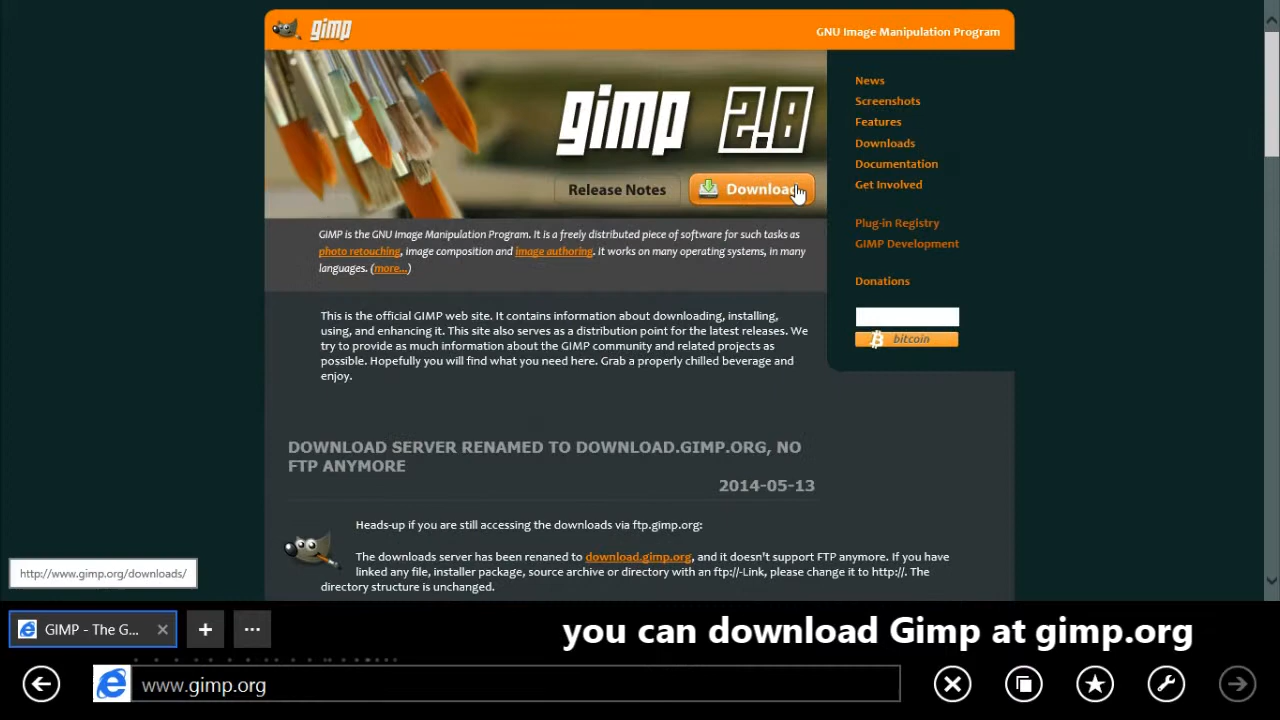 gimp
GNU Image Manipulation Program
gimp 2.8
Release Notes
Download
News
Screenshots
Features
Downloads
Documentation
Get Involved
Plug-in Registry
GIMP Development
Donations
bitcoin
GIMP is the GNU Image Manipulation Program. It is a freely distributed piece of software for such tasks as
photo retouching, image composition and image authoring. It works on many operating systems, in many
languages. (more...)
This is the official GIMP web site. It contains information about downloading, installing,
using, and enhancing it. This site also serves as a distribution point for the latest releases. We
try to provide as much information about the GIMP community and related projects as
possible. Hopefully you will find what you need here. Grab a properly chilled beverage and
enjoy.
DOWNLOAD SERVER RENAMED TO DOWNLOAD.GIMP.ORG, NO
FTP ANYMORE
2014-05-13
Heads-up if you are still accessing the downloads via ftp.gimp.org:
The downloads server has been renamed to download.gimp.org, and it doesn't support FTP anymore. If you have
linked any file, installer package, source archive or directory with an ftp://-Link, please change it to http://. The
directory structure is unchanged.
http://www.gimp.org/downloads/
GIMP - The G...
you can download Gimp at gimp.org
www.gimp.org